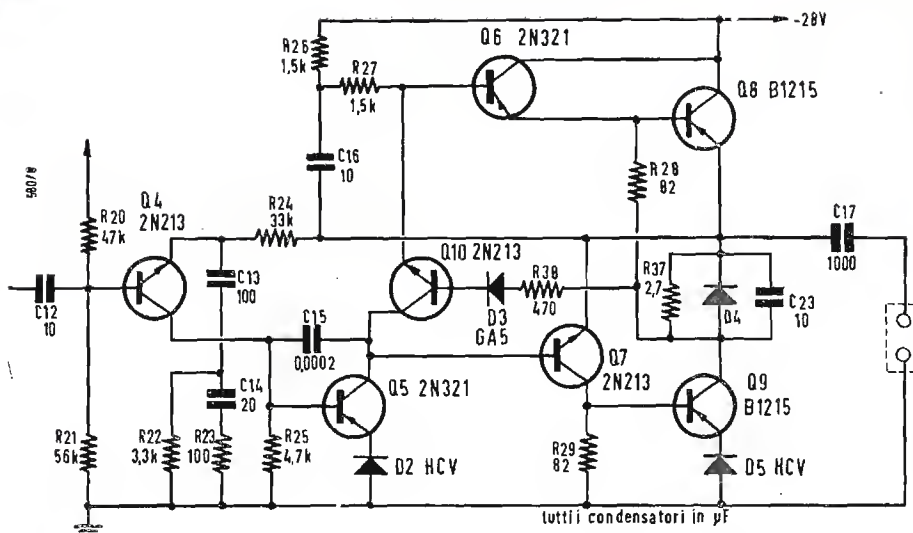 -28V
Q6 2N321
R26
1,5k
R27
1,5k
Q8 B1215
C16
10
R28
82
580/8
Q4
2N213
R24
33k
R20
47k
C17
1000
Q10 2N213
C13
100
R38
470
R37
2,7
C12
10
D3
GA5
D4
C23
10
C15
0,0002
Q7
2N213
C14
20
Q5 2N321
Q9
B1215
R21
56k
R22
3,3k
R23
100
R25
4,7k
R29
82
D2 HCV
D5 HCV
tutti i condensatori in µF